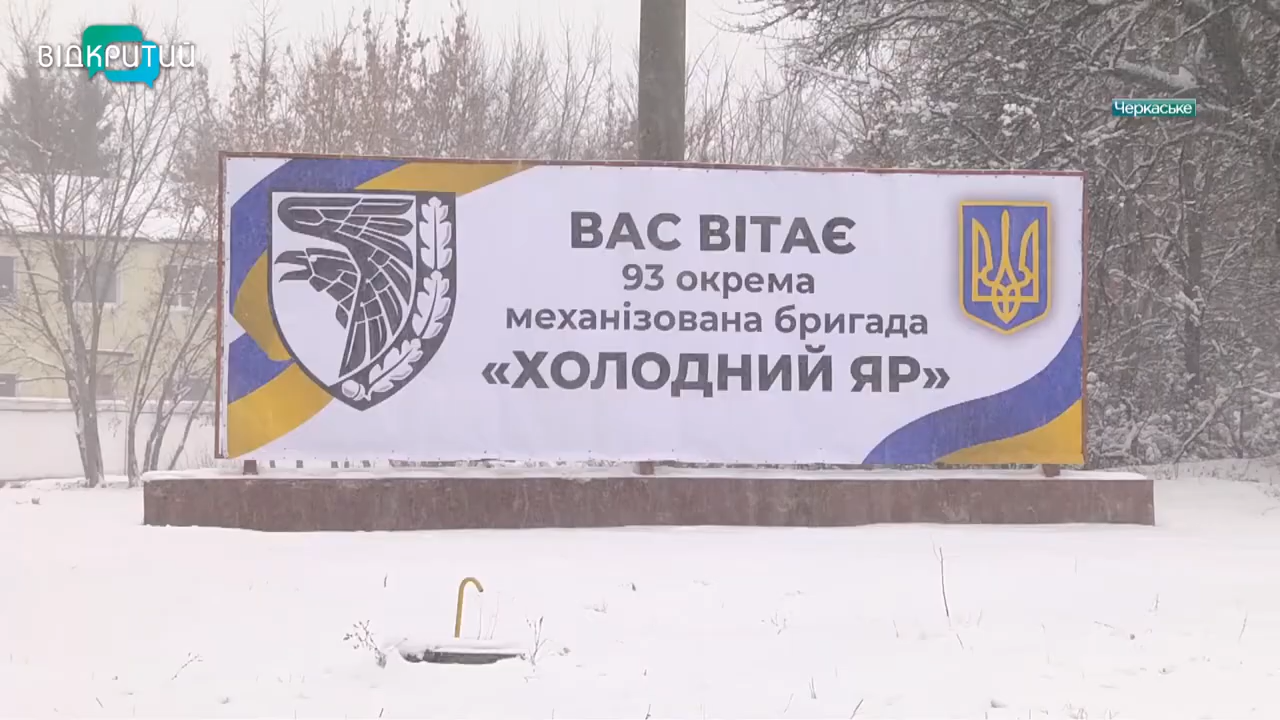 ВІДКРИТИЙ
Черкаське
ВАС ВІТАЄ
93 окрема
механізована бригада
«ХОЛОДНИЙ ЯР»